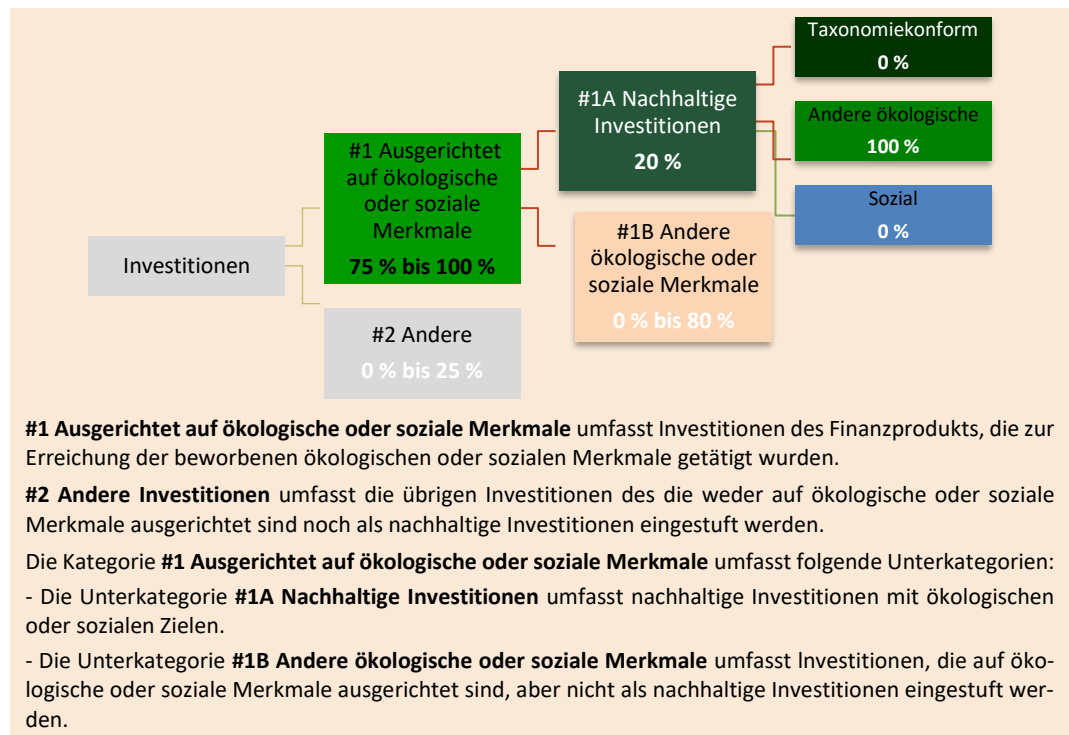 Taxonomiekonform
0 %
#1A Nachhaltige
Investitionen
20 %
Andere ökologische
100 %
#1 Ausgerichtet
auf ökologische
oder soziale
Merkmale
75 % bis 100 %
Sozial
0 %
#1B Andere
ökologische oder
soziale Merkmale
0 % bis 80 %
Investitionen
#2 Andere
0 % bis 25 %
#1 Ausgerichtet auf ökologische oder soziale Merkmale umfasst Investitionen des Finanzprodukts, die zur
Erreichung der beworbenen ökologischen oder sozialen Merkmale getätigt wurden.
#2 Andere Investitionen umfasst die übrigen Investitionen des die weder auf ökologische oder soziale
Merkmale ausgerichtet sind noch als nachhaltige Investitionen eingestuft werden.
Die Kategorie #1 Ausgerichtet auf ökologische oder soziale Merkmale umfasst folgende Unterkategorien:
- Die Unterkategorie #1A Nachhaltige Investitionen umfasst nachhaltige Investitionen mit ökologischen
oder sozialen Zielen.
- Die Unterkategorie #1B Andere ökologische oder soziale Merkmale umfasst lnvestitionen, die auf öko-
logische oder soziale Merkmale ausgerichtet sind, aber nicht als nachhaltige Investitionen eingestuft wer-
den.